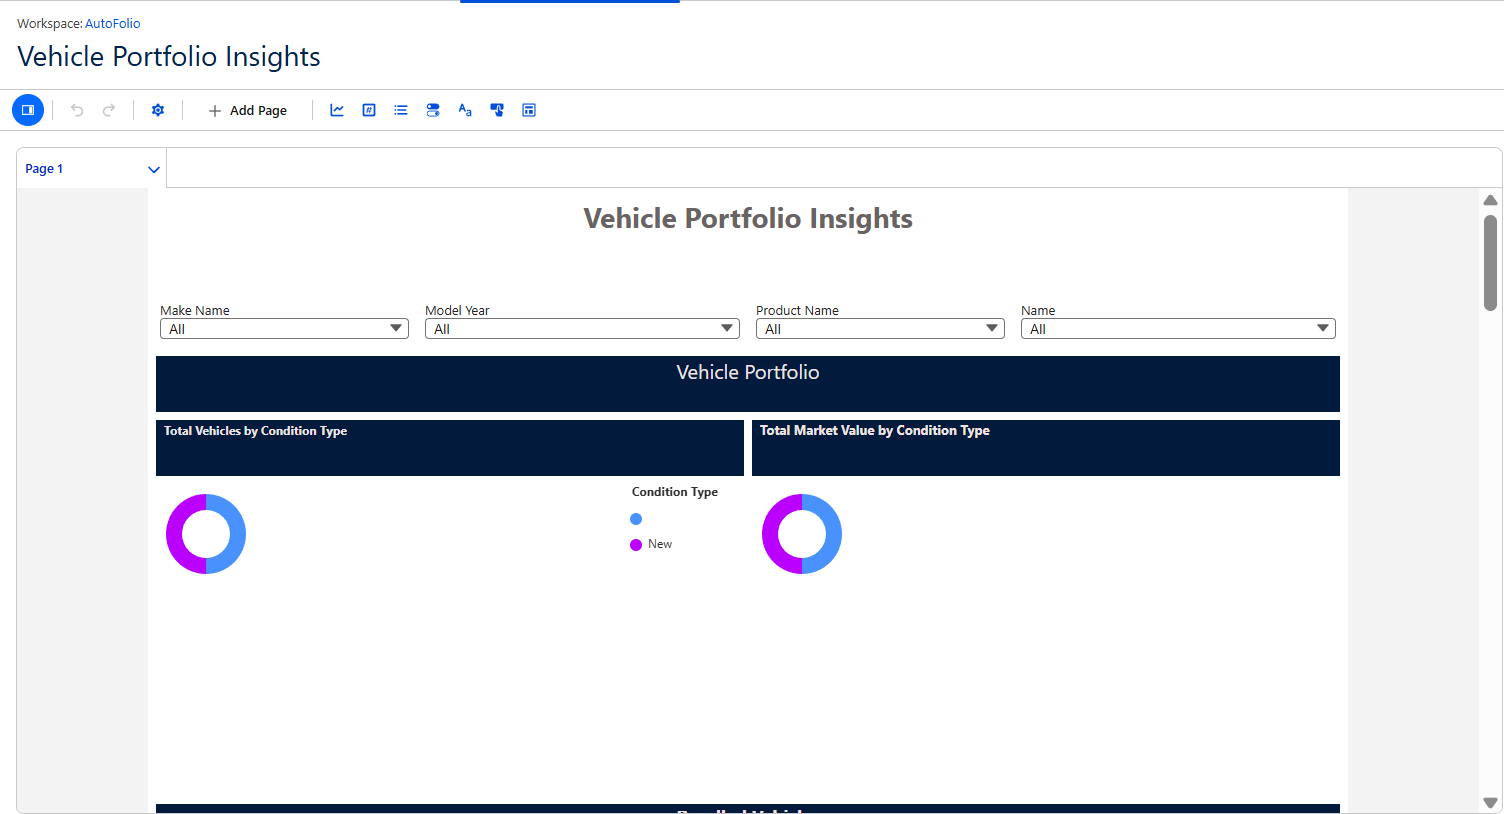 Workspace: AutoFolio
Vehicle Portfolio Insights
Add Page
#
Aa
Page 1
Vehicle Portfolio Insights
Make Name Model Year Product Name Name
All All All All
Vehicle Portfolio
Total Vehicles by Condition Type Total Market Value by Condition Type
Condition Type
New